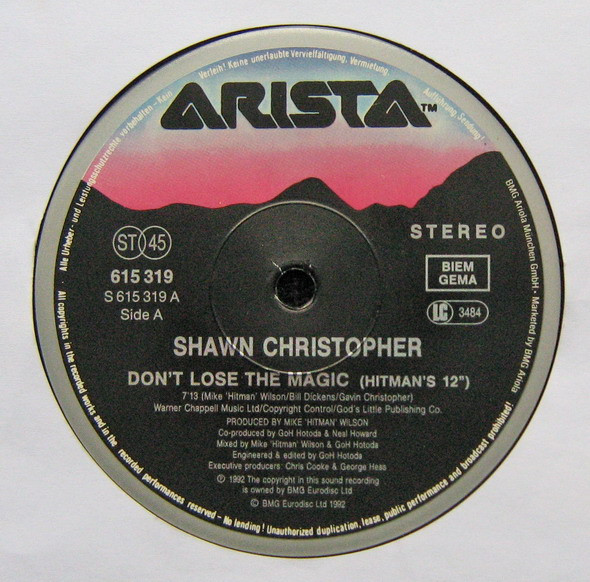 Alle Urheber- und Leistungsschutzrechte vorbehalten - Kein Verleih! Keine unerlaubte Vervielfältigung, Vermietung, Aufführung, Sendung!
ARISTA™
STEREO
ST 45
615 319
S 615 319 A
Side A
BIEM
GEMA
LC 3484
SHAWN CHRISTOPHER
DON'T LOSE THE MAGIC (HITMAN'S 12")
7'13 (Mike 'Hitman' Wilson/Bill Dickens/Gavin Christopher)
Warner Chappell Music Ltd/Copyright Control/God's Little Publishing Co.
PRODUCED BY MIKE 'HITMAN' WILSON
Co-produced by GoH Hotoda & Neal Howard
Mixed by Mike 'Hitman' Wilson & GoH Hotoda
Engineered & edited by GoH Hotoda
Executive producers: Chris Cooke & George Hess
℗ 1992 The copyright in this sound recording
is owned by BMG Eurodisc Ltd
© BMG Eurodisc Ltd 1992
BMG Ariola München GmbH · Marketed by BMG Ariola
· All copyrights in the recorded works and in the recorded performances reserved – No lending! Unauthorized duplication, lease, public performance and broadcast prohibited!